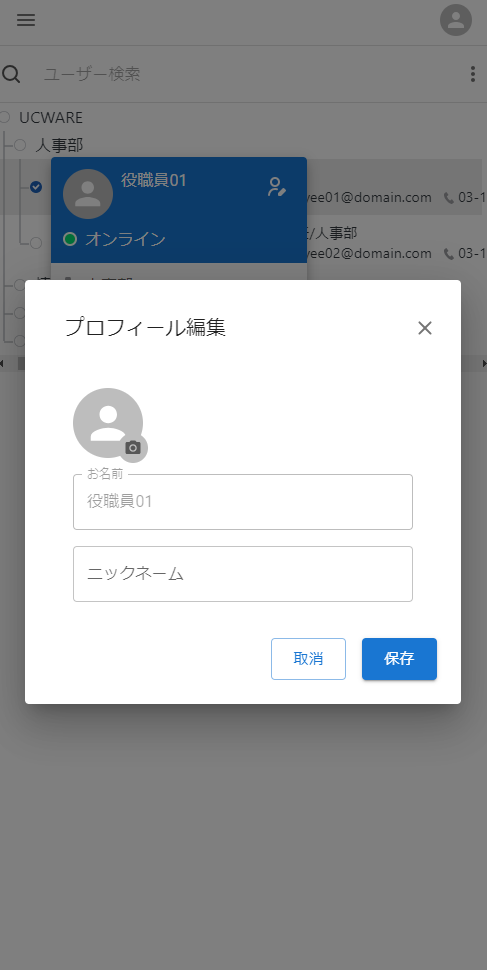 ユーザー検索
UCWARE
人事部
役職員01
yee01@domain.com 03-1
オンライン
/人事部
yee02@domain.com 03-1
プロフィール編集
お名前
役職員01
ニックネーム
取消
保存